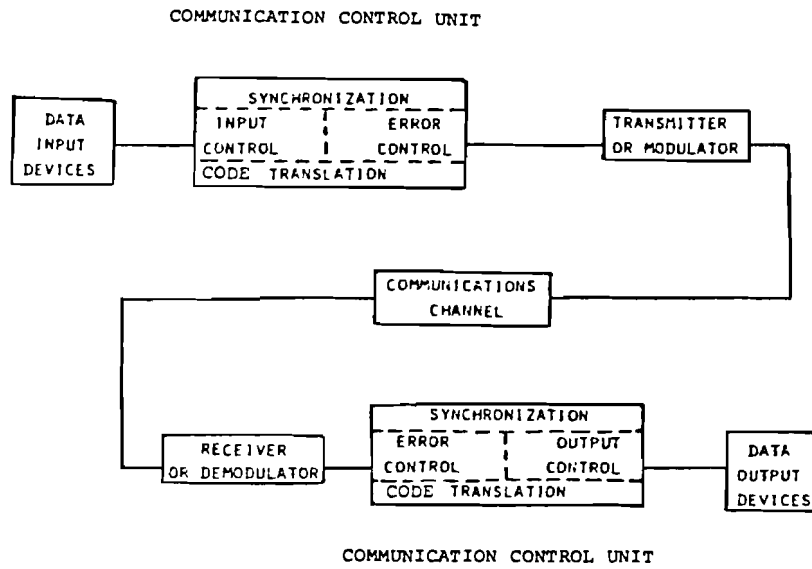 COMMUNICATION CONTROL UNIT
DATA
INPUT
DEVICES
SYNCHRONIZATION
INPUT
CONTROL
ERROR
CONTROL
CODE TRANSLATION
TRANSMITTER
OR MODULATOR
COMMUNICATIONS
CHANNEL
RECEIVER
OR DEMODULATOR
SYNCHRONIZATION
ERROR
CONTROL
OUTPUT
CONTROL
CODE TRANSLATION
DATA
OUTPUT
DEVICES
COMMUNICATION CONTROL UNIT